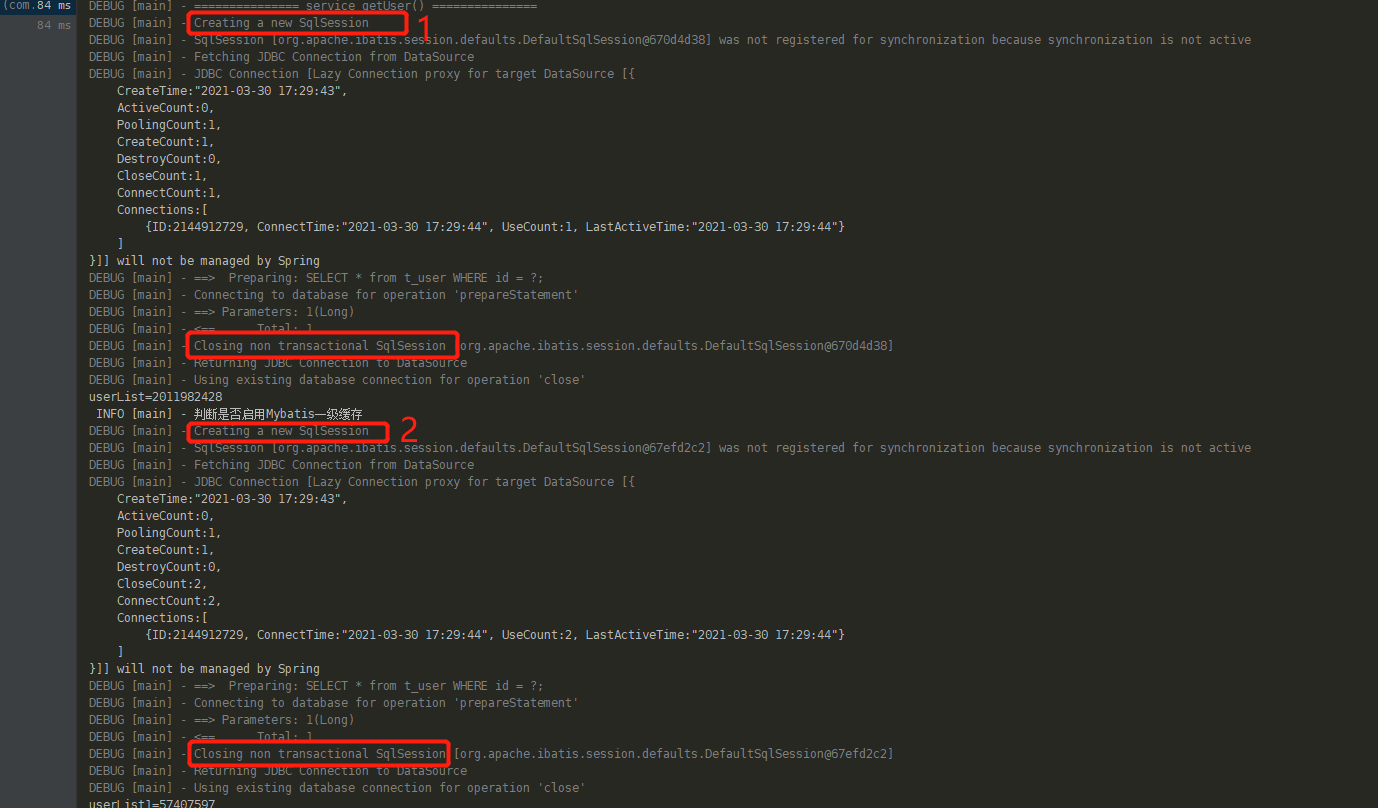 (com. 84 ms
84 ms
DEBUG [main] - =============== service getUser() ===============
DEBUG [main] - Creating a new SqlSession
1
DEBUG [main] - SqlSession [org.apache.ibatis.session.defaults.DefaultSqlSession@670d4d38] was not registered for synchronization because synchronization is not active
DEBUG [main] - Fetching JDBC Connection from DataSource
DEBUG [main] - JDBC Connection [Lazy Connection proxy for target DataSource [{
CreateTime:"2021-03-30 17:29:43",
ActiveCount:0,
PoolingCount:1,
CreateCount:1,
DestroyCount:0,
CloseCount:1,
ConnectCount:1,
Connections:[
{ID:2144912729, ConnectTime:"2021-03-30 17:29:44", UseCount:1, LastActiveTime:"2021-03-30 17:29:44"}
]
}]] will not be managed by Spring
DEBUG [main] - ==>  Preparing: SELECT * from t_user WHERE id = ?;
DEBUG [main] - Connecting to database for operation 'prepareStatement'
DEBUG [main] - ==> Parameters: 1(Long)
DEBUG [main] - <==      Total: 1
DEBUG [main] - Closing non transactional SqlSession [org.apache.ibatis.session.defaults.DefaultSqlSession@670d4d38]
DEBUG [main] - Returning JDBC Connection to DataSource
DEBUG [main] - Using existing database connection for operation 'close'
userList=2011982428
INFO [main] - 判断是否启用Mybatis一级缓存
DEBUG [main] - Creating a new SqlSession
2
DEBUG [main] - SqlSession [org.apache.ibatis.session.defaults.DefaultSqlSession@67efd2c2] was not registered for synchronization because synchronization is not active
DEBUG [main] - Fetching JDBC Connection from DataSource
DEBUG [main] - JDBC Connection [Lazy Connection proxy for target DataSource [{
CreateTime:"2021-03-30 17:29:43",
ActiveCount:0,
PoolingCount:1,
CreateCount:1,
DestroyCount:0,
CloseCount:2,
ConnectCount:2,
Connections:[
{ID:2144912729, ConnectTime:"2021-03-30 17:29:44", UseCount:2, LastActiveTime:"2021-03-30 17:29:44"}
]
}]] will not be managed by Spring
DEBUG [main] - ==>  Preparing: SELECT * from t_user WHERE id = ?;
DEBUG [main] - Connecting to database for operation 'prepareStatement'
DEBUG [main] - ==> Parameters: 1(Long)
DEBUG [main] - <==      Total: 1
DEBUG [main] - Closing non transactional SqlSession [org.apache.ibatis.session.defaults.DefaultSqlSession@67efd2c2]
DEBUG [main] - Returning JDBC Connection to DataSource
DEBUG [main] - Using existing database connection for operation 'close'
userList1=57407597